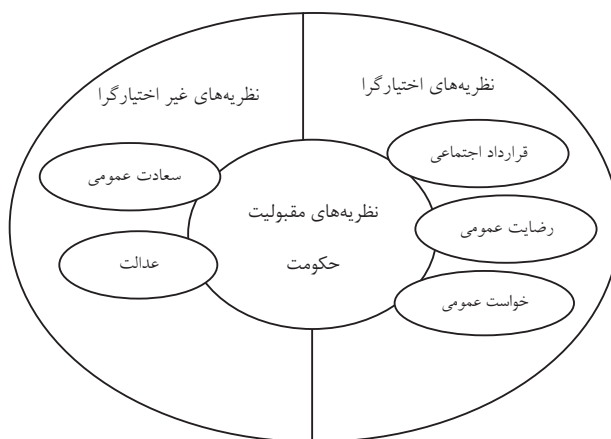 نظریه‌های اختیارگرا
قرارداد اجتماعی
رضایت عمومی
خواست عمومی
نظریه‌های مقبولیت
حکومت
نظریه‌های غیر اختیارگرا
سعادت عمومی
عدالت